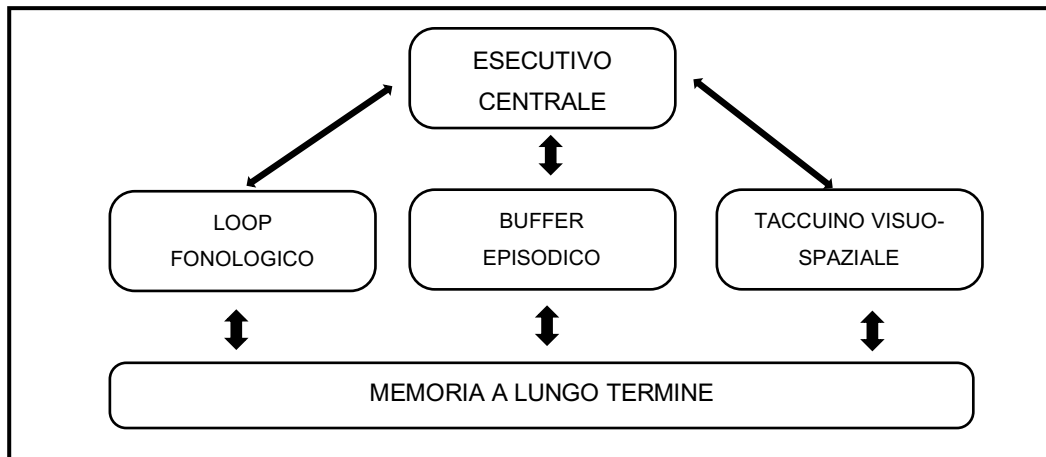 ESECUTIVO
CENTRALE
LOOP
FONOLOGICO
BUFFER
EPISODICO
TACCUINO VISUO-
SPAZIALE
MEMORIA A LUNGO TERMINE